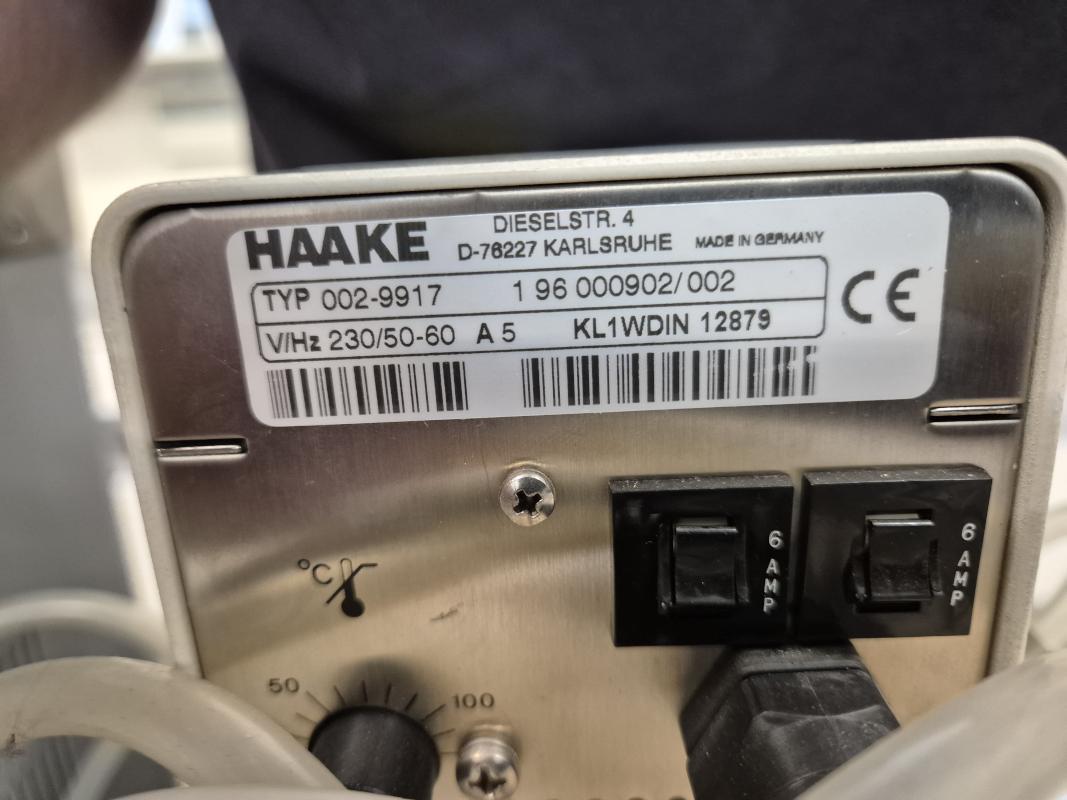 HAAKE
DIESELSTR. 4
D-76227 KARLSRUHE MADE IN GERMANY
TYP 002-9917 1 96 000902/002
V/Hz 230/50-60 A 5 KL1WDIN 12879
CE
6 AMP
6 AMP
°C
50
100